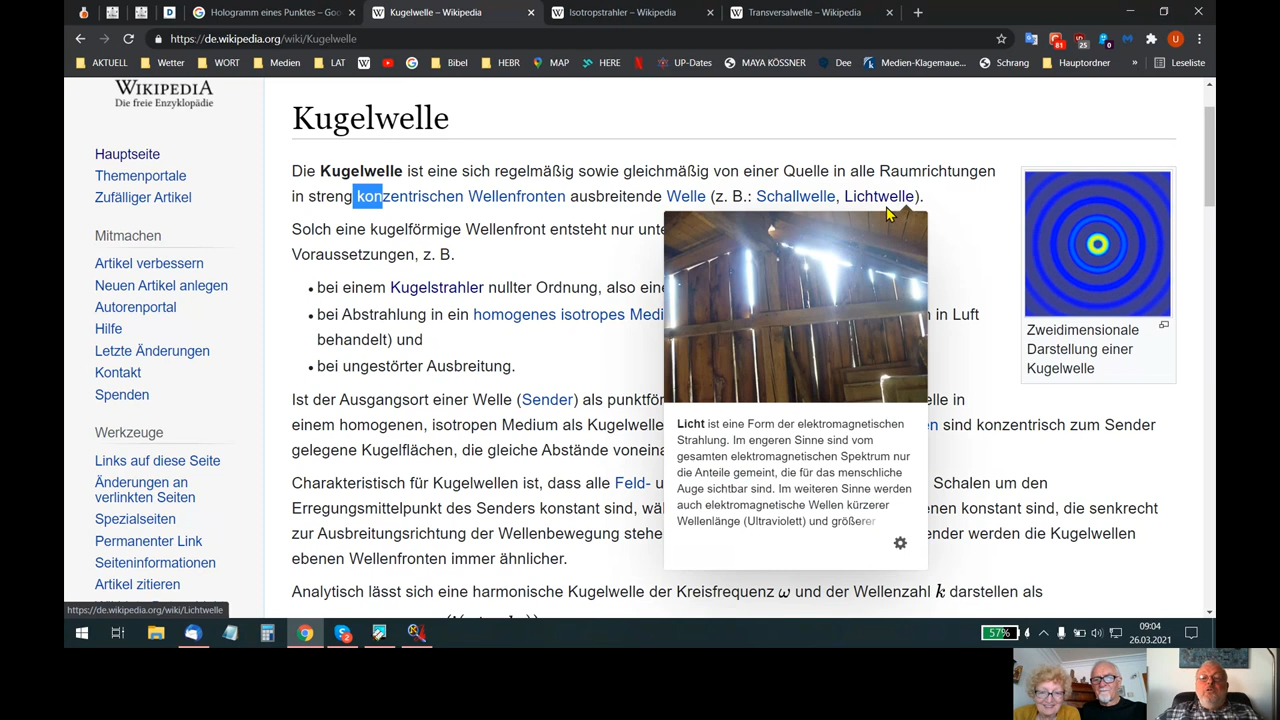 Hologramm eines Punktes – Goo
Kugelwelle – Wikipedia
Isotropstrahler – Wikipedia
Transversalwelle – Wikipedia
https://de.wikipedia.org/wiki/Kugelwelle
81
25
0
U
AKTUELL
Wetter
WORT
Medien
LAT
Bibel
HEBR
MAP
HERE
UP-Dates
MAYA KÖSSNER
Deew
Medien-Klagemaue...
Schrang
Hauptordner
»
Leseliste
WIKIPEDIA
Die freie Enzyklopädie
Hauptseite
Themenportale
Zufälliger Artikel
Mitmachen
Artikel verbessern
Neuen Artikel anlegen
Autorenportal
Hilfe
Letzte Änderungen
Kontakt
Spenden
Werkzeuge
Links auf diese Seite
Änderungen an
verlinkten Seiten
Spezialseiten
Permanenter Link
Seiteninformationen
Artikel zitieren
https://de.wikipedia.org/wiki/Lichtwelle
Kugelwelle
Die Kugelwelle ist eine sich regelmäßig sowie gleichmäßig von einer Quelle in alle Raumrichtungen
in streng konzentrischen Wellenfronten ausbreitende Welle (z. B.: Schallwelle, Lichtwelle).
Solch eine kugelförmige Wellenfront entsteht nur unte
Voraussetzungen, z. B.
• bei einem Kugelstrahler nullter Ordnung, also eine
• bei Abstrahlung in ein homogenes isotropes Medi n in Luft
behandelt) und
• bei ungestörter Ausbreitung.
Ist der Ausgangsort einer Welle (Sender) als punktför elle in
einem homogenen, isotropen Medium als Kugelwelle en sind konzentrisch zum Sender
gelegene Kugelflächen, die gleiche Abstände vonein
Charakteristisch für Kugelwellen ist, dass alle Feld- u Schalen um den
Erregungsmittelpunkt des Senders konstant sind, wä enen konstant sind, die senkrecht
zur Ausbreitungsrichtung der Wellenbewegung stehe ender werden die Kugelwellen
ebenen Wellenfronten immer ähnlicher.
Analytisch lässt sich eine harmonische Kugelwelle der Kreisfrequenz ω und der Wellenzahl k darstellen als
Licht ist eine Form der elektromagnetischen
Strahlung. Im engeren Sinne sind vom
gesamten elektromagnetischen Spektrum nur
die Anteile gemeint, die für das menschliche
Auge sichtbar sind. Im weiteren Sinne werden
auch elektromagnetische Wellen kürzerer
Wellenlänge (Ultraviolett) und größerer
Zweidimensionale
Darstellung einer
Kugelwelle
57%
09:04
26.03.2021